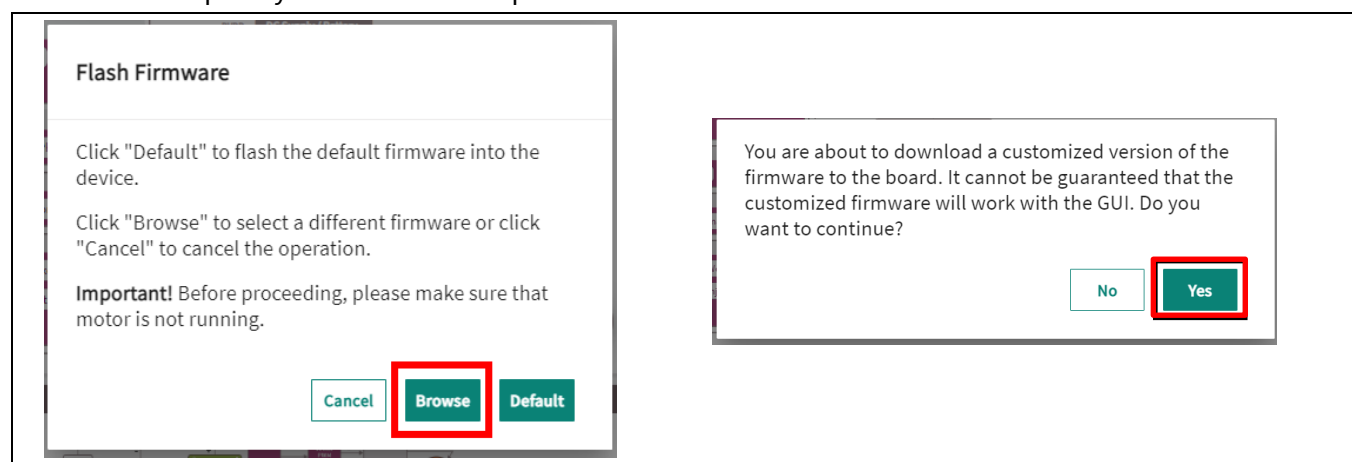 Flash Firmware
Click "Default" to flash the default firmware into the
device.
Click "Browse" to select a different firmware or click
"Cancel" to cancel the operation.
Important! Before proceeding, please make sure that
motor is not running.
Cancel
Browse
Default
You are about to download a customized version of the
firmware to the board. It cannot be guaranteed that the
customized firmware will work with the GUI. Do you
want to continue?
No
Yes